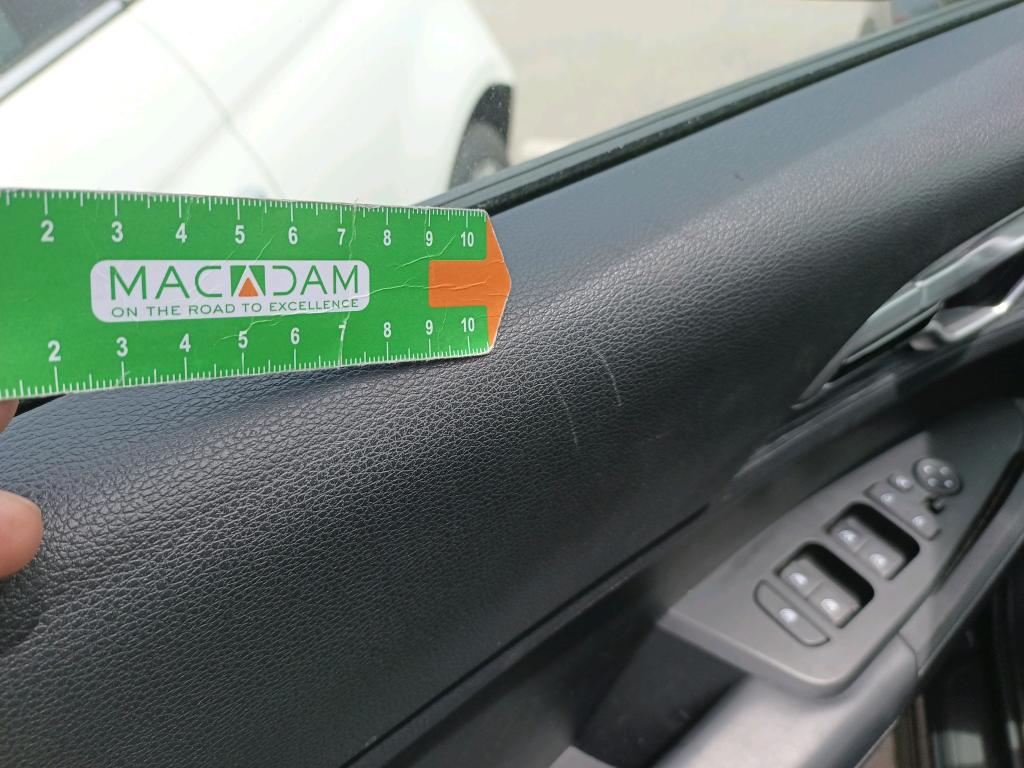 2 3 4 5 6 7 8 9 10
MACADAM
ON THE ROAD TO EXCELLENCE
2 3 4 5 6 7 8 9 10